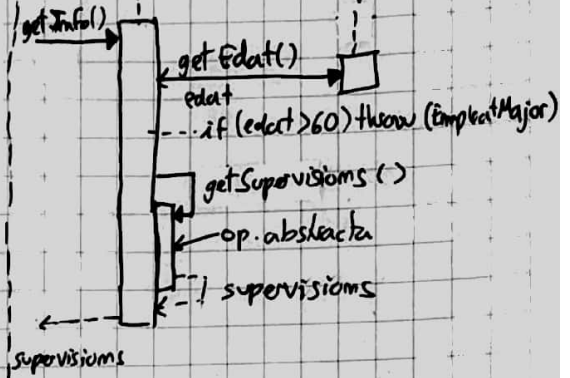 getInfo()
getEdat()
edat
if (edat>60) throw (EmpleatMajor)
getSupervisions()
op. abstracta
supervisions
supervisions